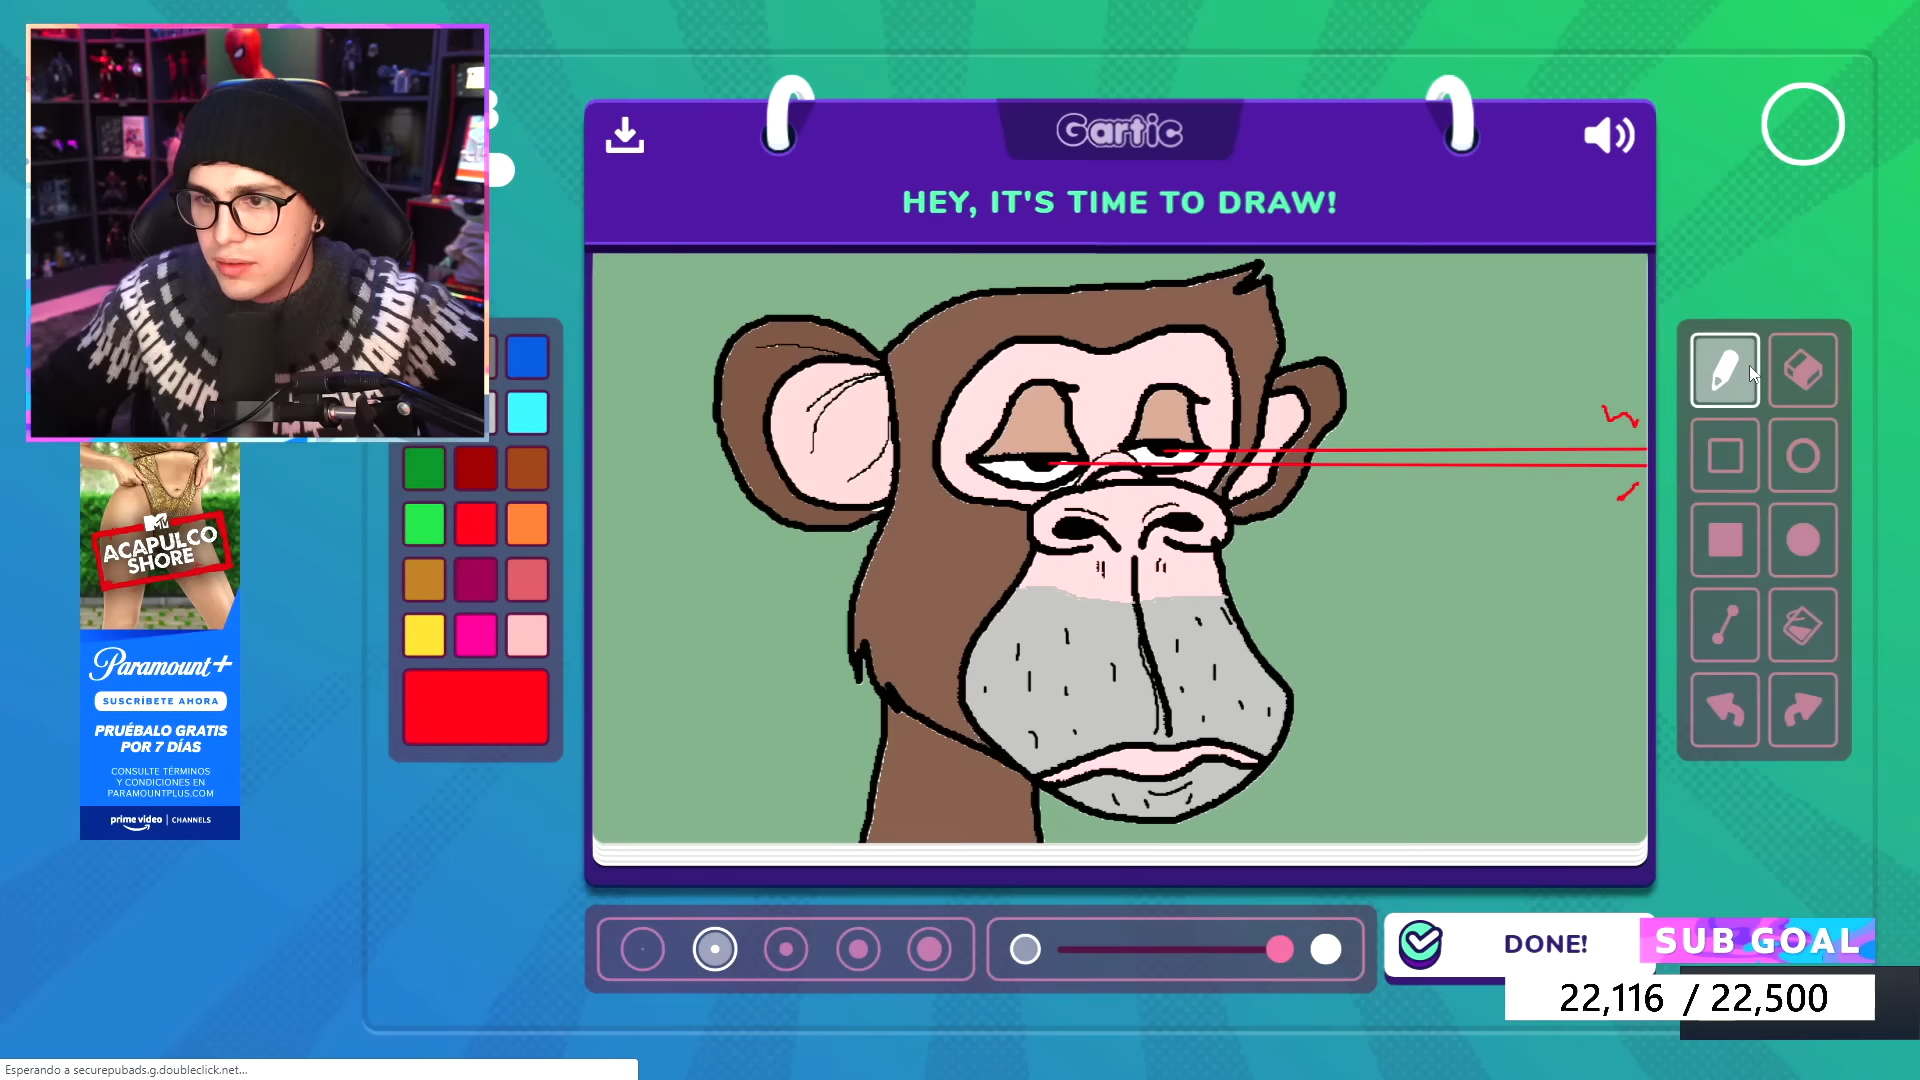 Gartic
HEY, IT'S TIME TO DRAW!
MTV
ACAPULCO
SHORE
Paramount+
SUSCRÍBETE AHORA
PRUÉBALO GRATIS
POR 7 DÍAS
CONSULTE TÉRMINOS
Y CONDICIONES EN
PARAMOUNTPLUS.COM
prime video | CHANNELS
DONE!
SUB GOAL
22,116 / 22,500
Esperando a securepubads.g.doubleclick.net...